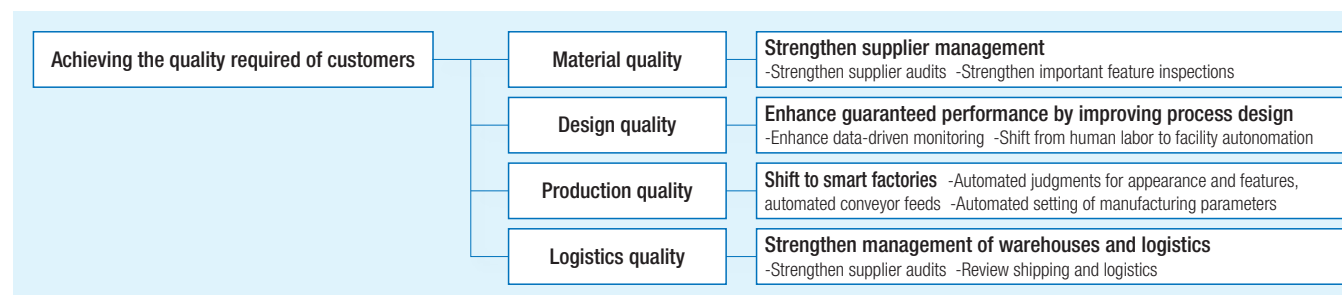 Achieving the quality required of customers
Material quality
Strengthen supplier management
-Strengthen supplier audits -Strengthen important feature inspections
Design quality
Enhance guaranteed performance by improving process design
-Enhance data-driven monitoring -Shift from human labor to facility autonomation
Production quality
Shift to smart factories -Automated judgments for appearance and features,
automated conveyor feeds -Automated setting of manufacturing parameters
Logistics quality
Strengthen management of warehouses and logistics
-Strengthen supplier audits -Review shipping and logistics